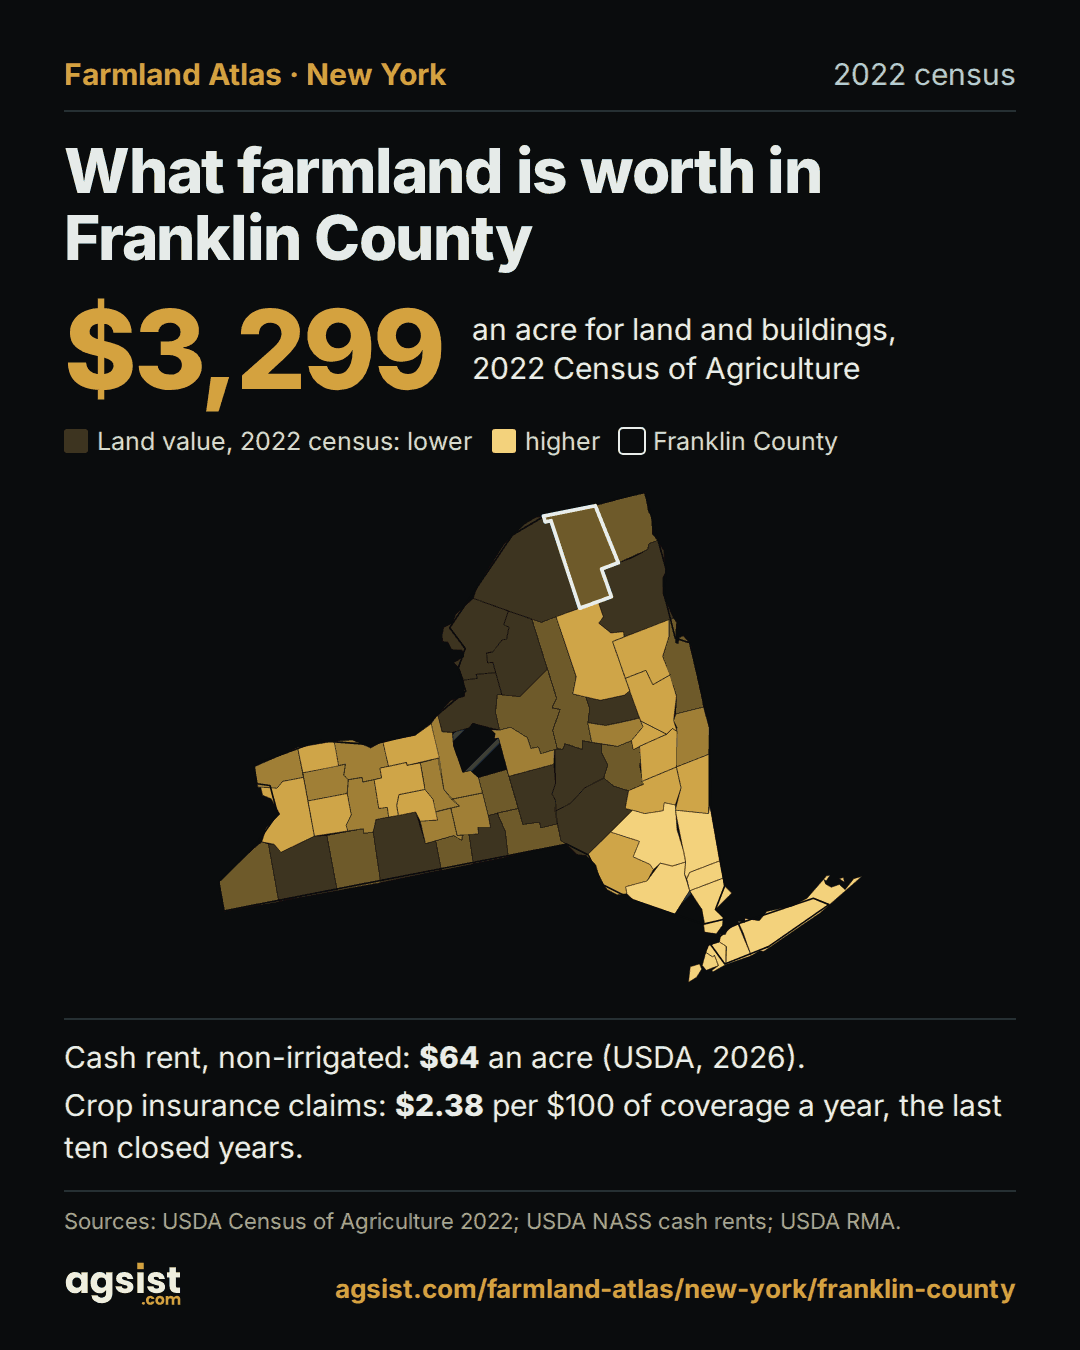 Farmland Atlas · New York
2022 census
What farmland is worth in
Franklin County
$3,299
an acre for land and buildings,
2022 Census of Agriculture
Land value, 2022 census: lower
higher
Franklin County
Cash rent, non-irrigated: $64 an acre (USDA, 2026).
Crop insurance claims: $2.38 per $100 of coverage a year, the last
ten closed years.
Sources: USDA Census of Agriculture 2022; USDA NASS cash rents; USDA RMA.
agsist
.com
agsist.com/farmland-atlas/new-york/franklin-county